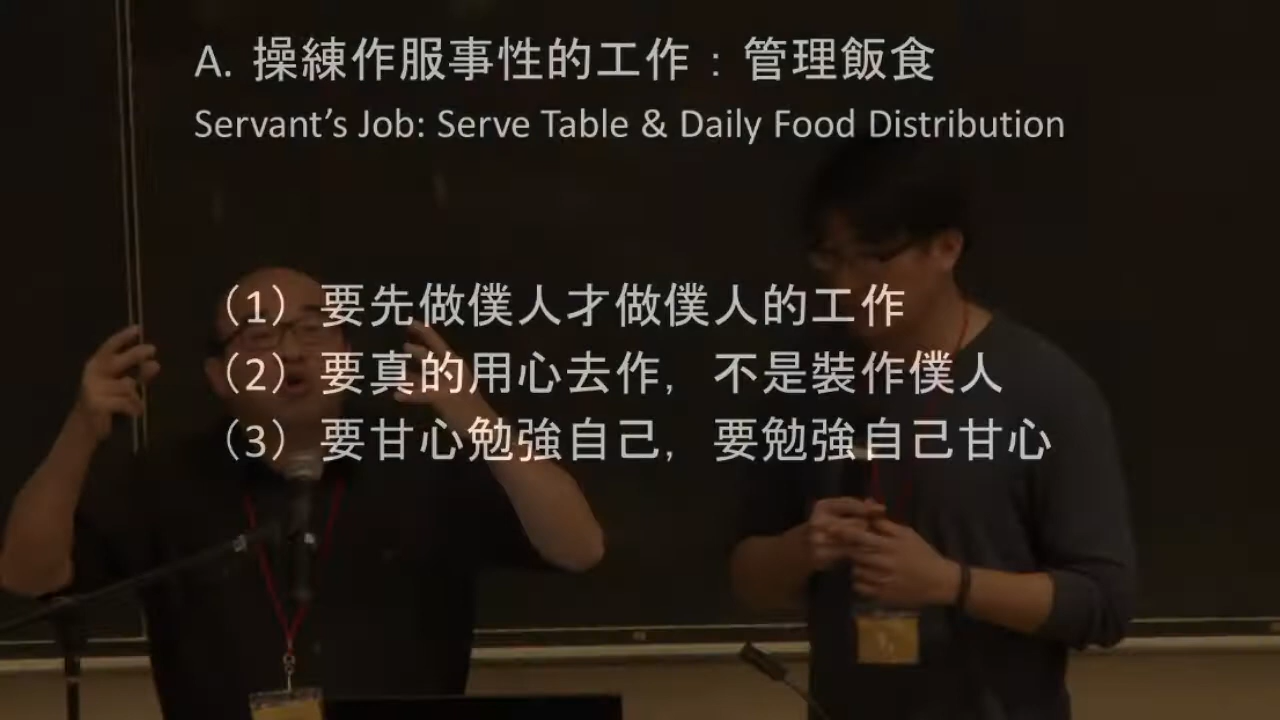 A. 操練作服事性的工作：管理飯食
Servant's Job: Serve Table & Daily Food Distribution
（1）要先做僕人才做僕人的工作
（2）要真的用心去作，不是裝作僕人
（3）要甘心勉強自己，要勉強自己甘心